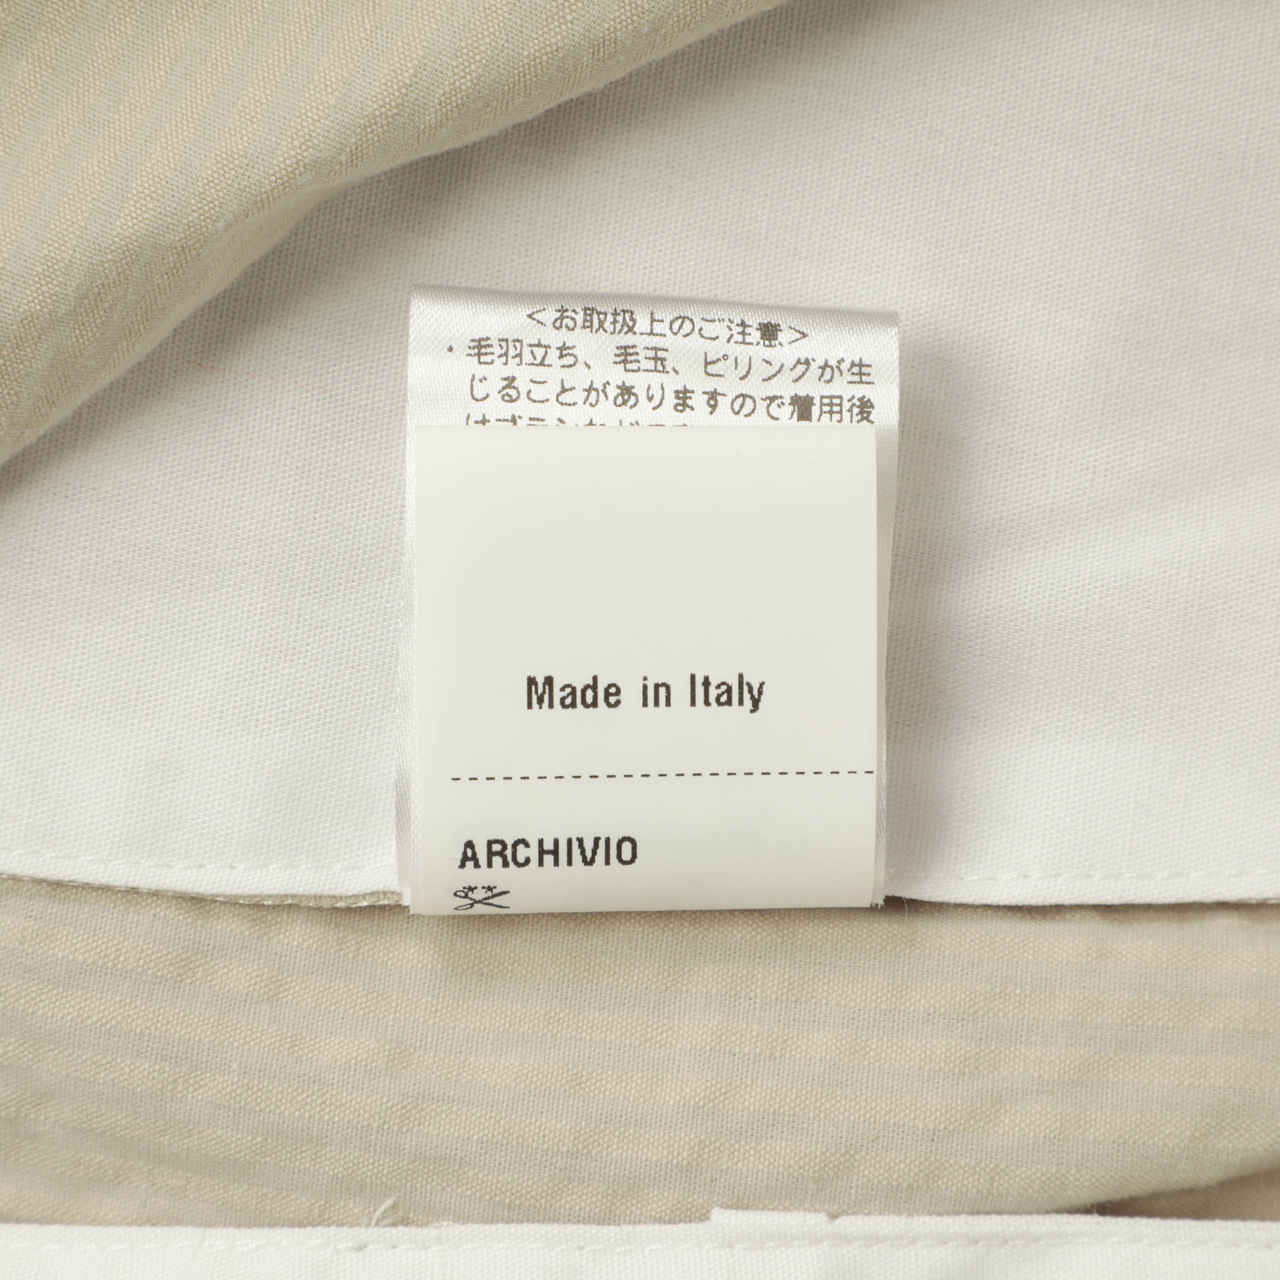 ＜お取扱上のご注意＞
・毛羽立ち、毛玉、ピリングが生
じることがありますので着用後
Made in Italy
ARCHIVIO